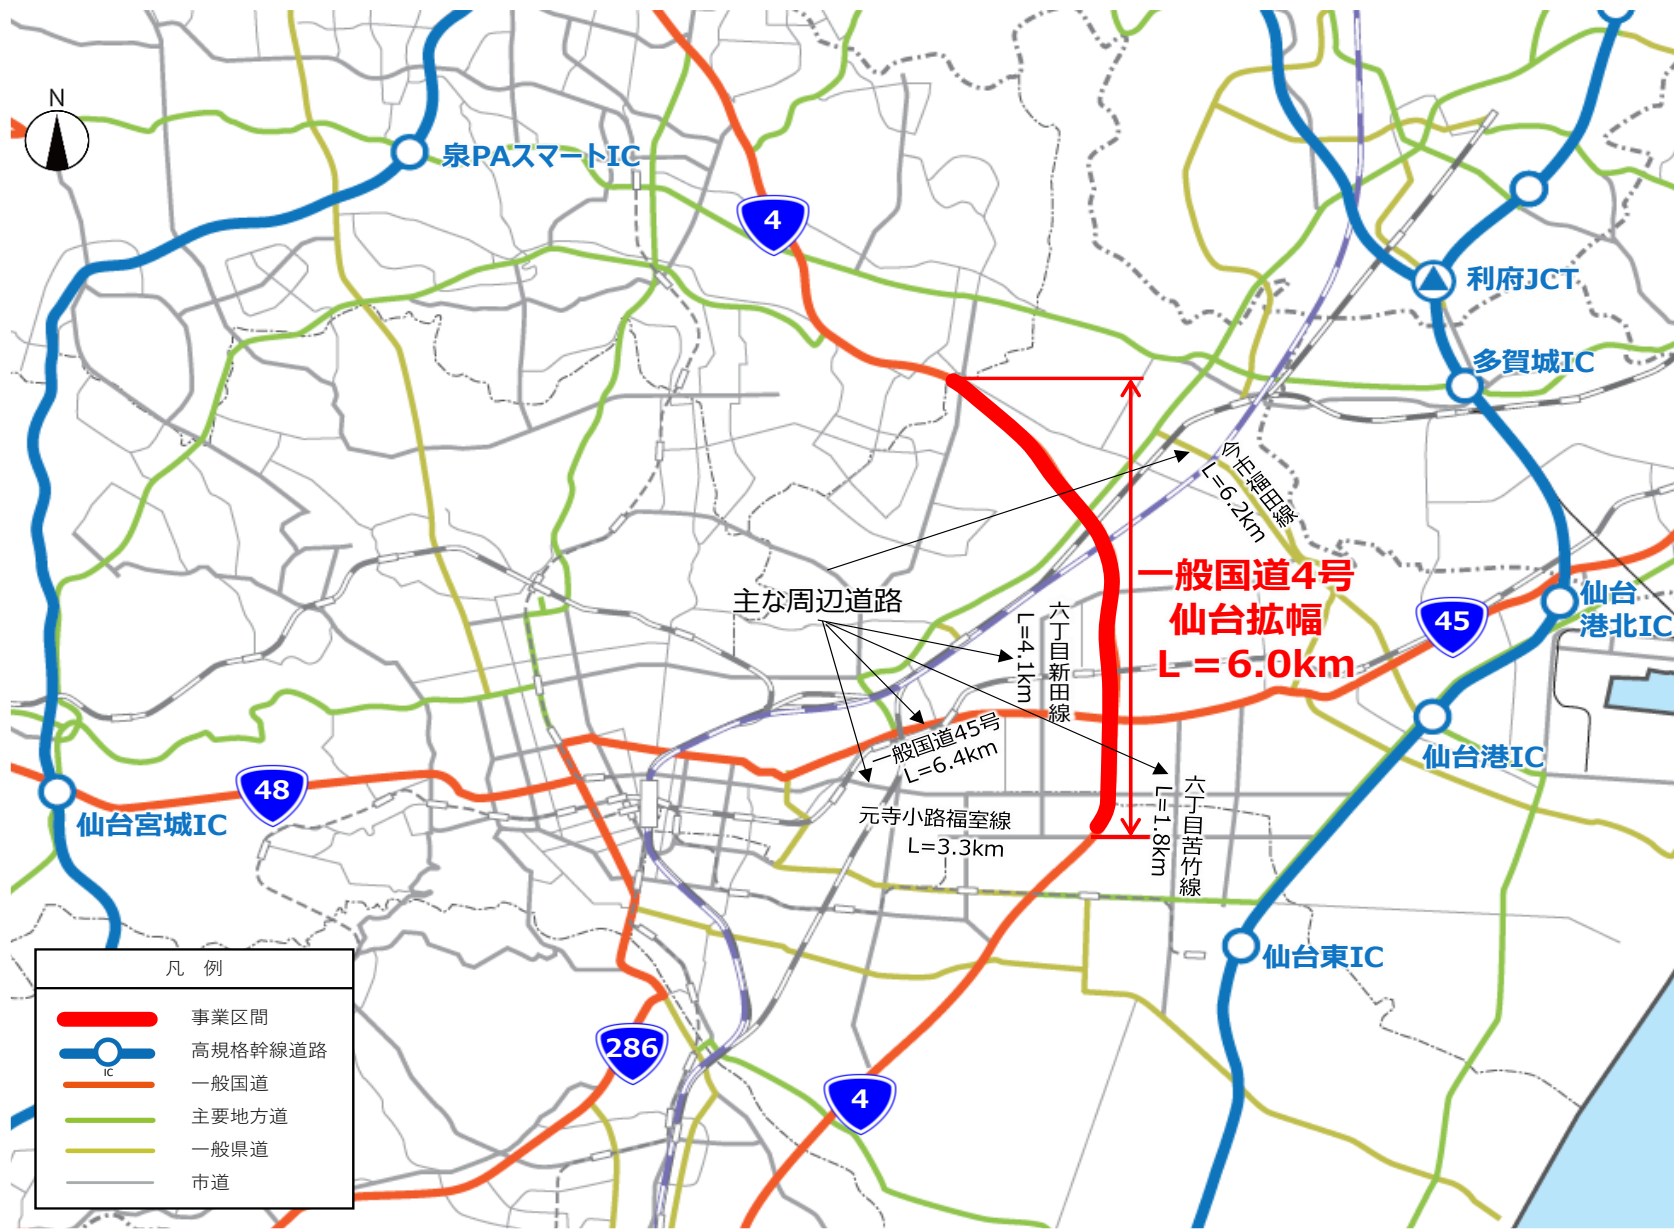 N
泉PAスマートIC
4
利府JCT
多賀城IC
今市福田線
L=6.2km
一般国道4号
仙台拡幅
L=6.0km
主な周辺道路
六丁目新田線
L=4.1km
45
仙台
港北IC
一般国道45号
L=6.4km
仙台港IC
48
仙台宮城IC
元寺小路福室線
L=3.3km
六丁目苦竹線
L=1.8km
仙台東IC
286
4
凡 例
事業区間
高規格幹線道路
IC
一般国道
主要地方道
一般県道
市道